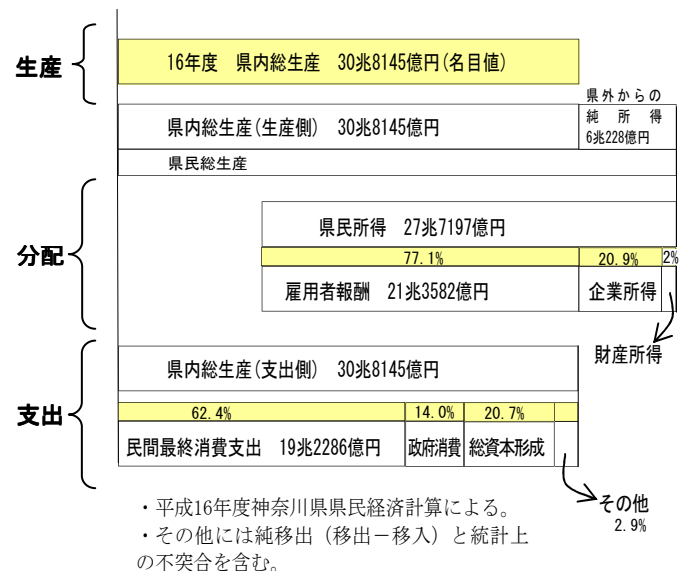 生産
16年度 県内総生産 30兆8145億円(名目値)
県外からの
純所得
6兆228億円
県内総生産(生産側) 30兆8145億円
県民総生産
分配
県民所得 27兆7197億円
77.1%
20.9%
2%
雇用者報酬 21兆3582億円
企業所得
財産所得
支出
県内総生産(支出側) 30兆8145億円
62.4%
14.0%
20.7%
民間最終消費支出 19兆2286億円
政府消費
総資本形成
その他
2.9%
・平成16年度神奈川県県民経済計算による。
・その他には純移出（移出－移入）と統計上
の不突合を含む。